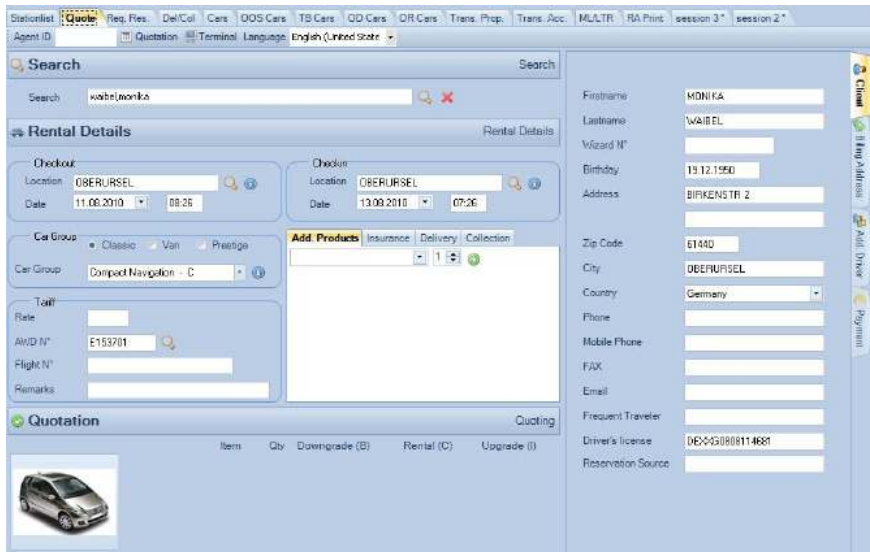 Stationlist Quote Req. Res. Del/Col Cars OOS Cars TB Cars OD Cars OR Cars Trans. Prop. Trans. Acc. ML/LTR RA Print session 3* session 2*
Agent ID Quotation Terminal Language English (United State
Search Search
Search waibel,monika
Rental Details Rental Details
Checkout Checkin
Location OBERURSEL Location OBERURSEL
Date 11.08.2010 08:26 Date 13.08.2010 07:26
Car Group Classic Van Prestige
Car Group Compact Navigation - C
Add. Products Insurance Delivery Collection
1
Tariff
Rate
AWD N° E153701
Flight N°
Remarks
Quotation Quoting
Item Qty Downgrade (B) Rental (C) Upgrade (I)
Firstname MONIKA
Lastname WAIBEL
Wizard N°
Birthday 19.12.1950
Address BIRKENSTR 2
Zip Code 61440
City OBERURSEL
Country Germany
Phone
Mobile Phone
FAX
Email
Frequent Traveler
Driver's license
Reservation Source
Client
Billing Address
Add. Driver
Payment